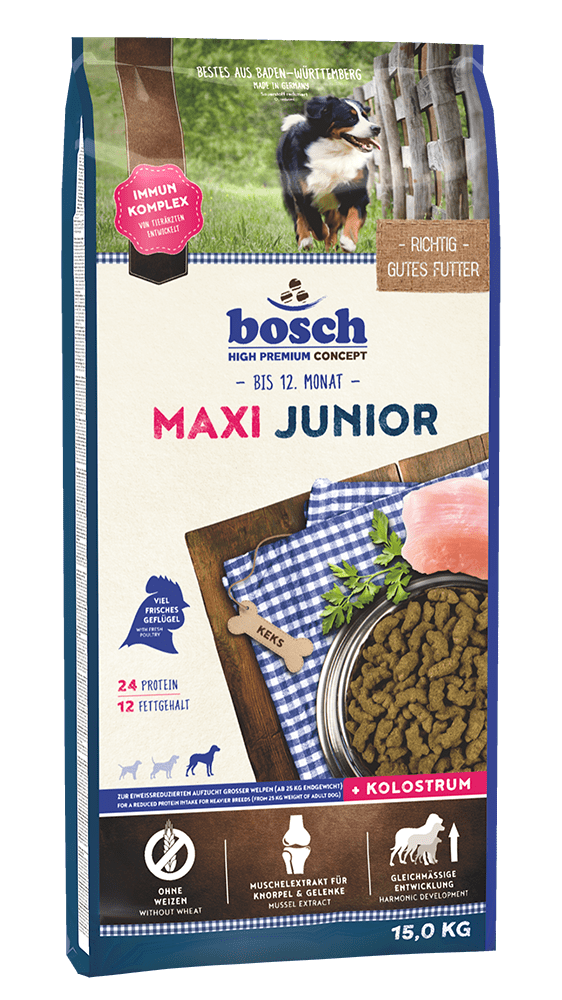 BESTES AUS BADEN-WÜRTTEMBERG
MADE IN GERMANY
IMMUN
KOMPLEX
VON TIERÄRZTEN
ENTWICKELT
- RICHTIG -
GUTES FUTTER
bosch
HIGH PREMIUM CONCEPT
- BIS 12. MONAT -
MAXI JUNIOR
VIEL
FRISCHES
GEFLÜGEL
WITH FRESH
POULTRY
KEKS
24 PROTEIN
12 FETTGEHALT
ZUR EIWEISSREDUZIERTEN AUFZUCHT GROSSER WELPEN (AB 25 KG ENDGEWICHT)
FOR A REDUCED PROTEIN INTAKE FOR HEAVIER BREEDS (FROM 25 KG WEIGHT OF ADULT DOG)
+ KOLOSTRUM
OHNE
WEIZEN
WITHOUT WHEAT
MUSCHELEXTRAKT FÜR
KNORPEL & GELENKE
MUSSEL EXTRACT
GLEICHMÄSSIGE
ENTWICKLUNG
HARMONIC DEVELOPMENT
15,0 KG